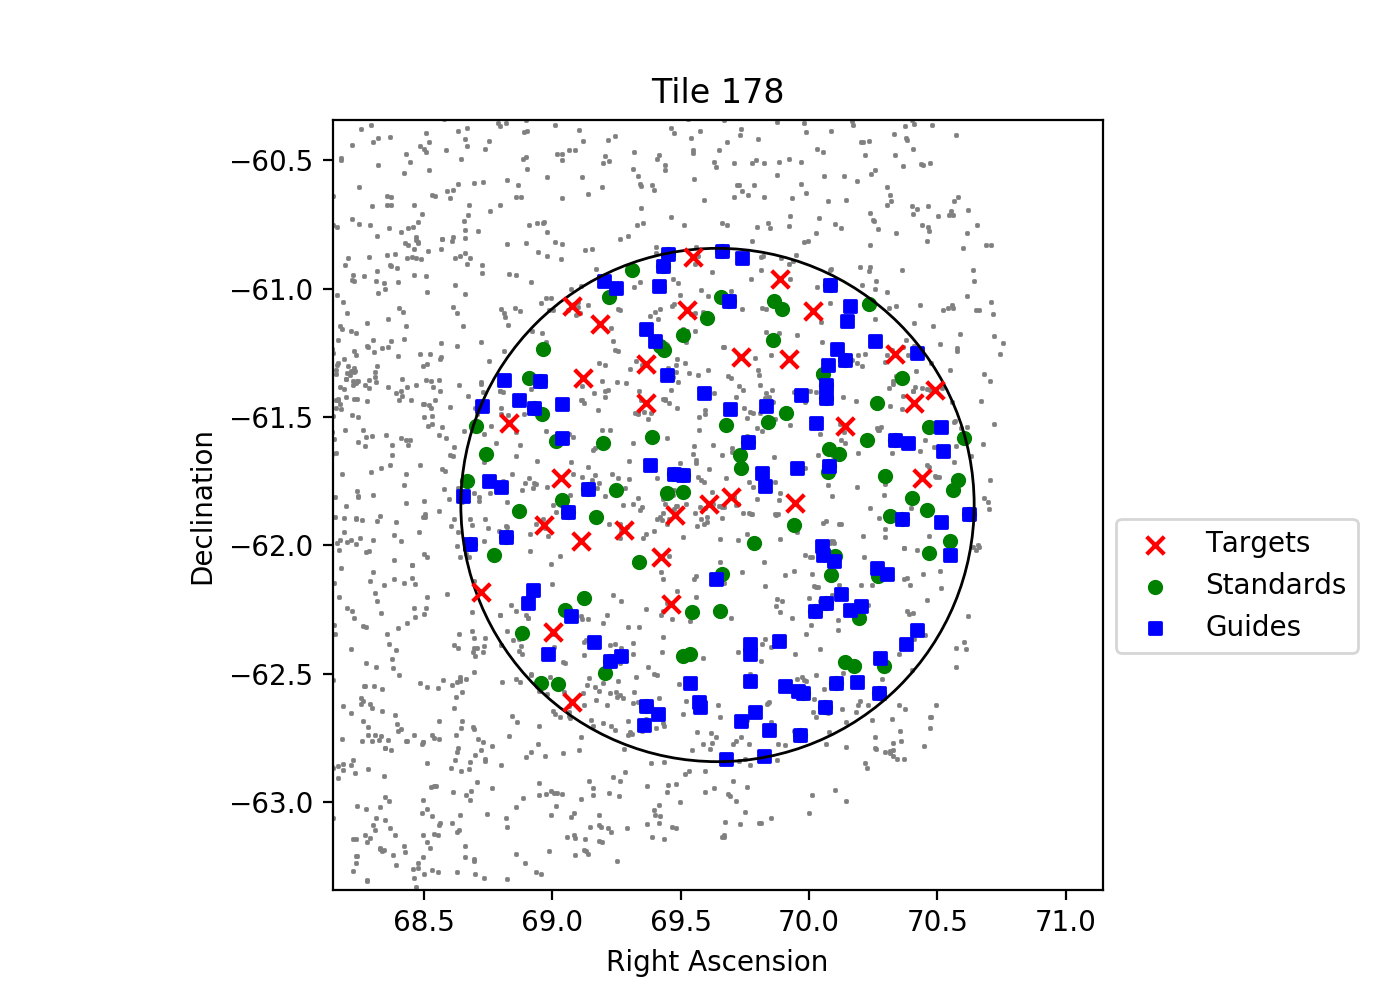 Tile 178
−60.5
−61.0
−61.5
−62.0
−62.5
−63.0
Declination
68.5 69.0 69.5 70.0 70.5 71.0
Right Ascension
Targets
Standards
Guides